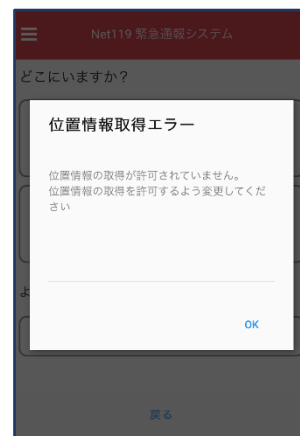 Net119 緊急通報システム
どこにいますか？
位置情報取得エラー
位置情報の取得が許可されていません。
位置情報の取得を許可するよう変更してくだ
さい
よ
OK
戻る